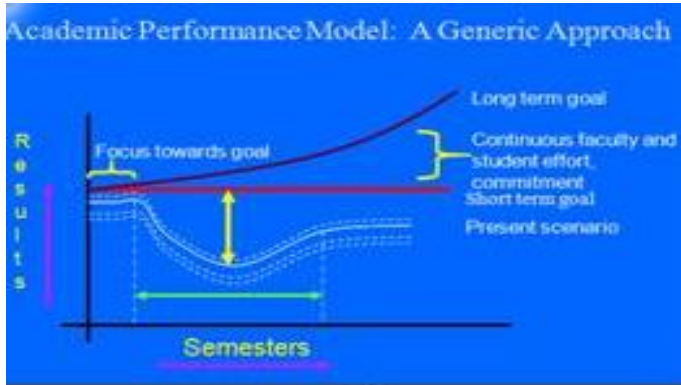 Academic Performance Model: A Generic Approach
Long term goal
Results
Focus towards goal
Continuous faculty and
student effort,
commitment
Short term goal
Present scenario
Semesters